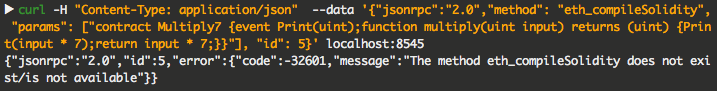 ▶ curl -H "Content-Type: application/json"  --data '{"jsonrpc":"2.0","method": "eth_compileSolidity",
 "params": ["contract Multiply7 {event Print(uint);function multiply(uint input) returns (uint) {Prin
t(input * 7);return input * 7;}}"], "id": 5}' localhost:8545
{"jsonrpc":"2.0","id":5,"error":{"code":-32601,"message":"The method eth_compileSolidity does not exi
st/is not available"}}